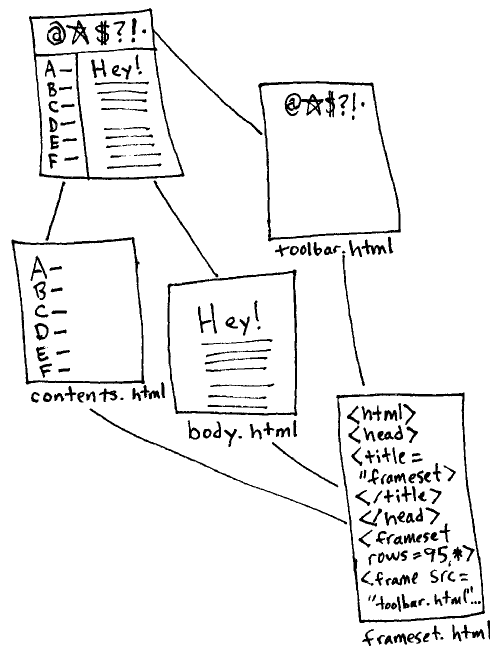 @☆$?!.
A–
B–
C–
D–
E–
F–
Hey!
@☆$?!.
toolbar.html
A–
B–
C–
D–
E–
F–
contents.html
Hey!
body.html
<html>
<head>
<title=
"frameset>
</title>
</head>
<frameset
rows=95,*>
<frame src=
"toolbar.html"...
frameset.html